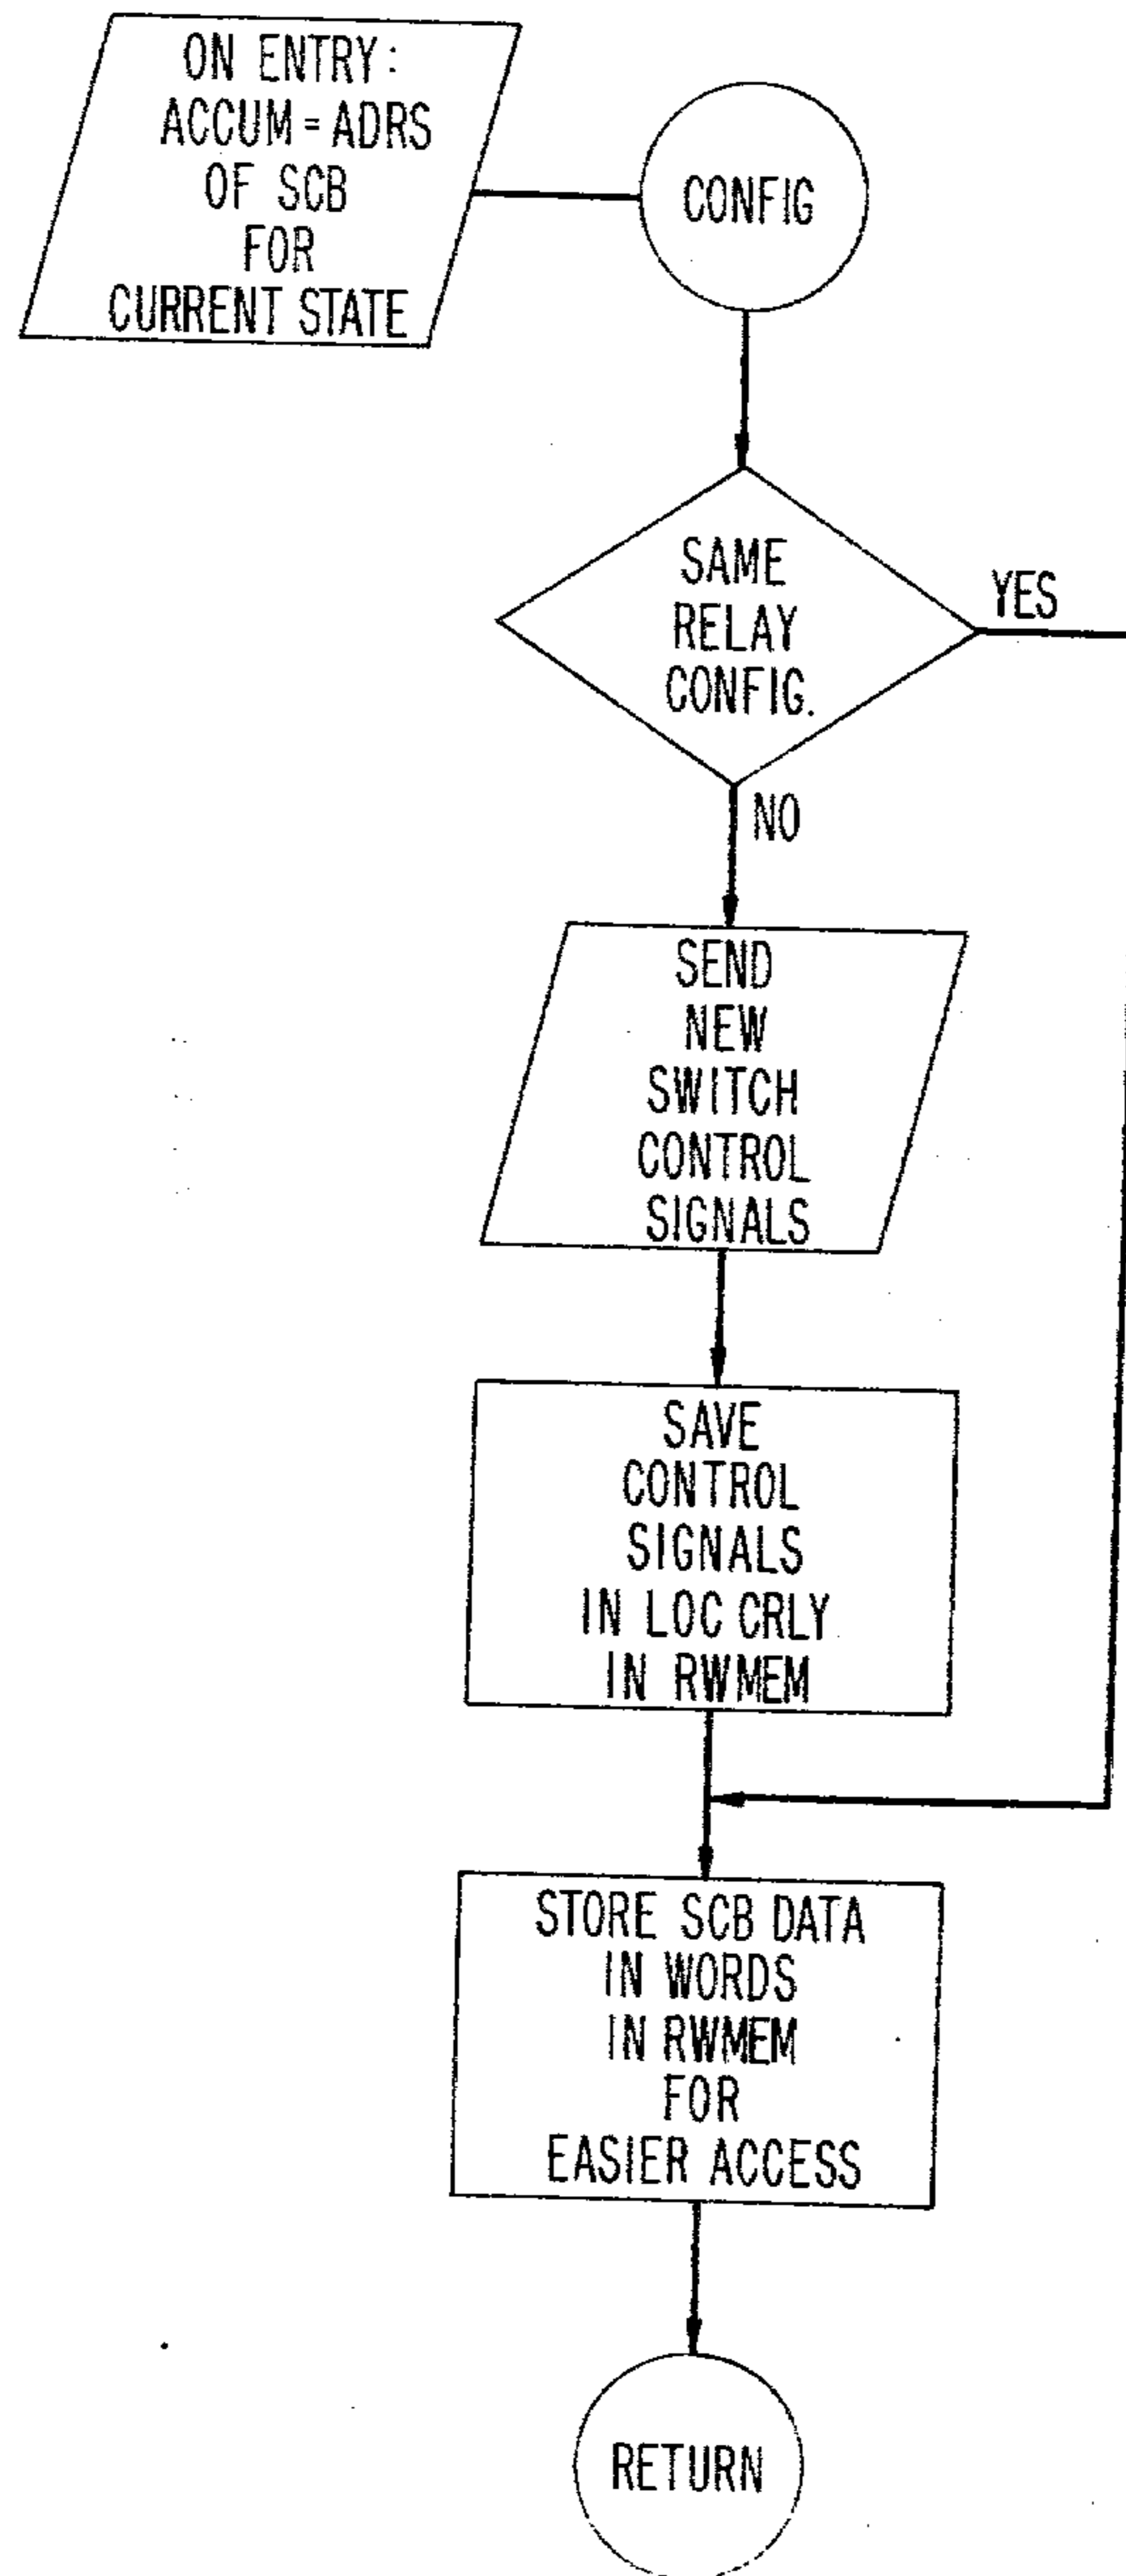 ON ENTRY:
ACCUM = ADRS
OF SCB
FOR
CURRENT STATE
CONFIG
SAME
RELAY
CONFIG.
YES
NO
SEND
NEW
SWITCH
CONTROL
SIGNALS
SAVE
CONTROL
SIGNALS
IN LOC CRLY
IN RWMEM
STORE SCB DATA
IN WORDS
IN RWMEM
FOR
EASIER ACCESS
RETURN